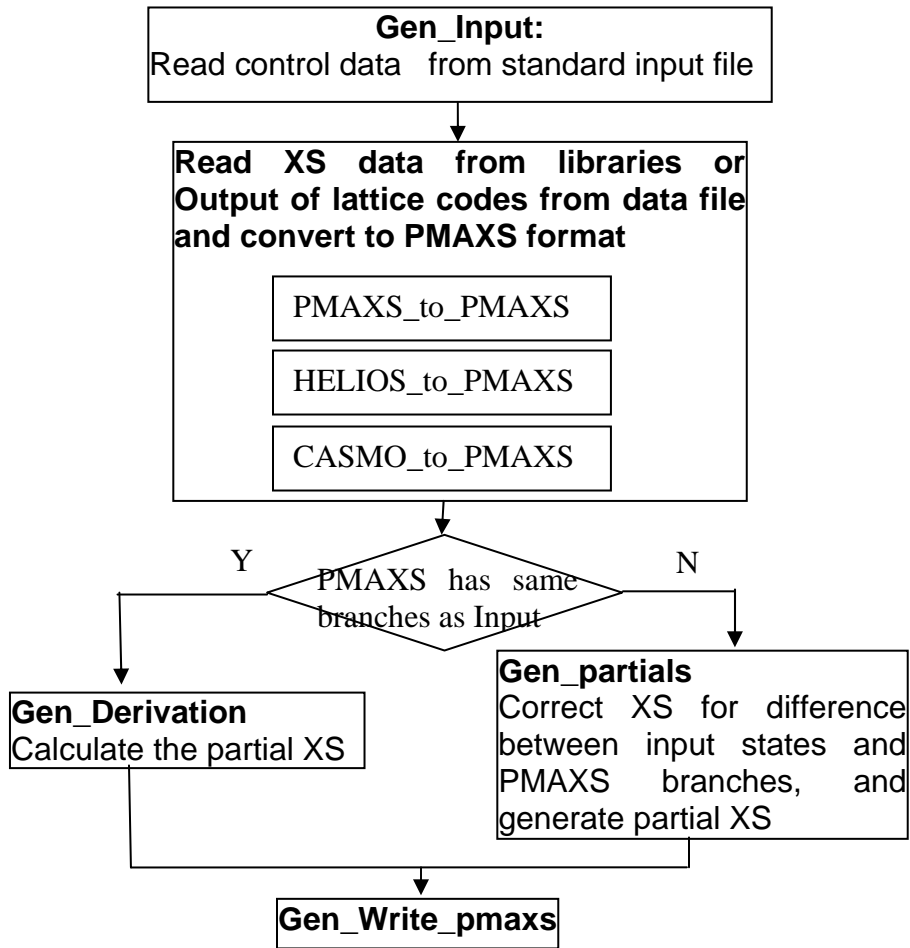 Gen_Input:
Read control data from standard input file
Read XS data from libraries or
Output of lattice codes from data file
and convert to PMAXS format
PMAXS_to_PMAXS
HELIOS_to_PMAXS
CASMO_to_PMAXS
Y
N
PMAXS has same
branches as Input
Gen_Derivation
Calculate the partial XS
Gen_partials
Correct XS for difference
between input states and
PMAXS branches, and
generate partial XS
Gen_Write_pmaxs